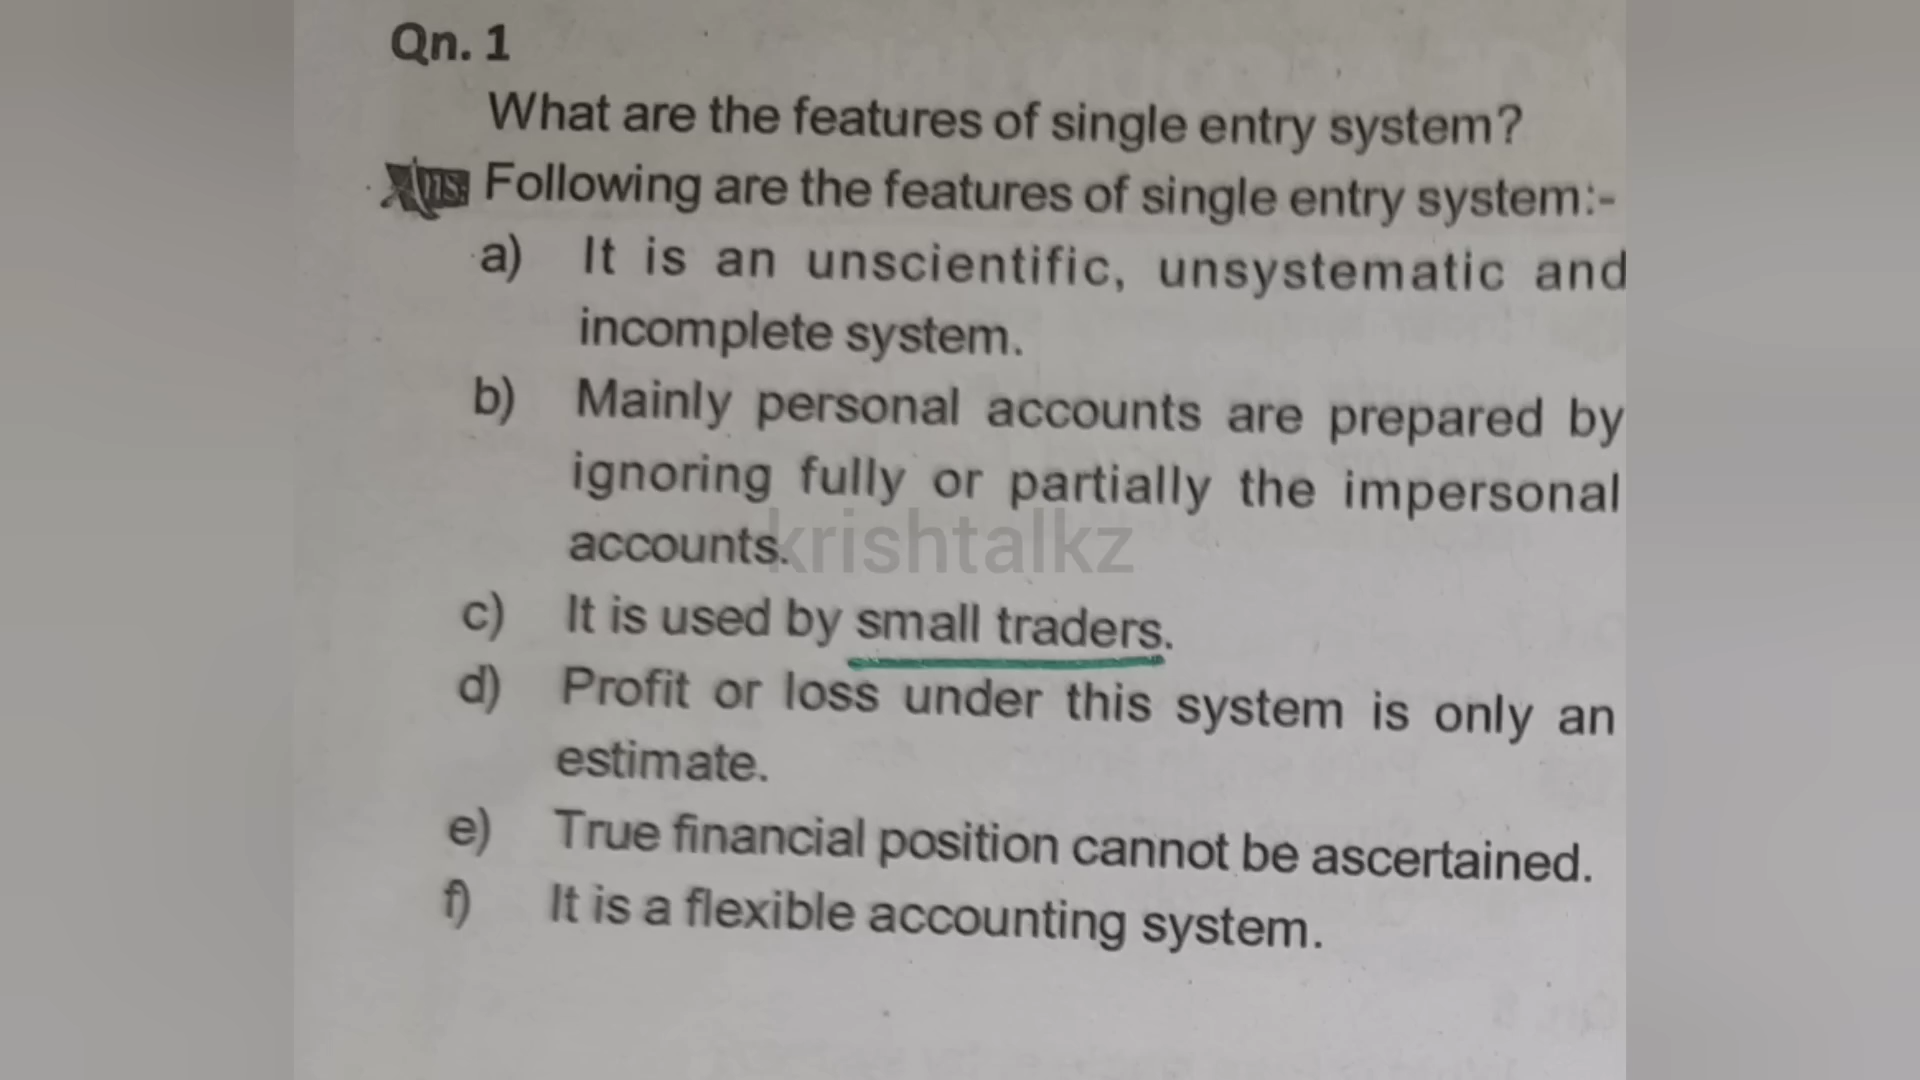 Qn. 1
What are the features of single entry system?
Ans: Following are the features of single entry system:-
a) It is an unscientific, unsystematic and
incomplete system.
b) Mainly personal accounts are prepared by
ignoring fully or partially the impersonal
accounts.
krishtalkz
c) It is used by small traders.
d) Profit or loss under this system is only an
estimate.
e) True financial position cannot be ascertained.
f) It is a flexible accounting system.